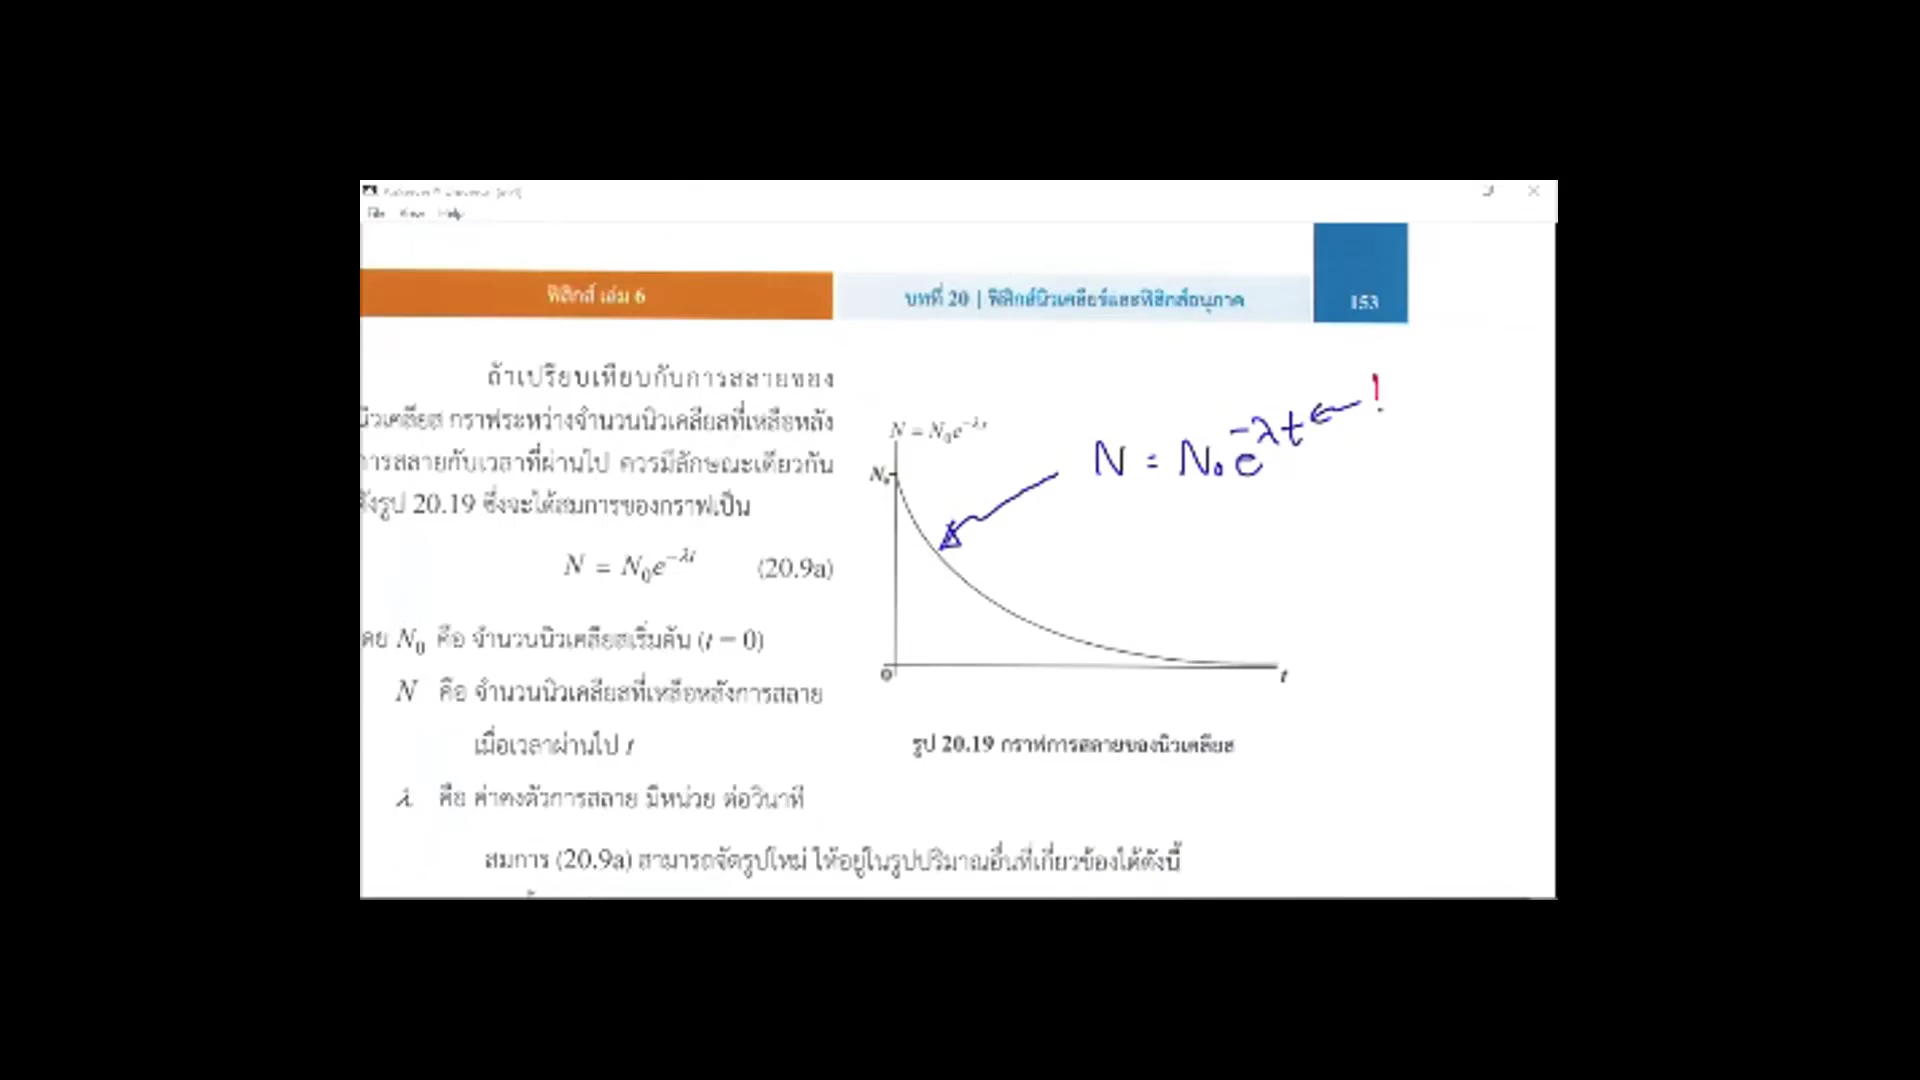 File View Help
ฟิสิกส์ เล่ม 6
บทที่ 20 | ฟิสิกส์นิวเคลียร์และฟิสิกส์อนุภาค
153
ถ้าเปรียบเทียบกับการสลายของ
นิวเคลียส กราฟระหว่างจำนวนนิวเคลียสที่เหลือหลัง
การสลายกับเวลาที่ผ่านไป ควรมีลักษณะเดียวกัน
ดังรูป 20.19 ซึ่งจะได้สมการของกราฟเป็น
N = N₀e^{-λt} (20.9a)
N₀ คือ จำนวนนิวเคลียสเริ่มต้น (t = 0)
N คือ จำนวนนิวเคลียสที่เหลือหลังการสลาย
เมื่อเวลาผ่านไป t
λ คือ ค่าคงตัวการสลาย มีหน่วย ต่อวินาที
N = N₀e^{-λt}
N₀
0
t
N = N₀e^{-λt} !
รูป 20.19 กราฟการสลายของนิวเคลียส
สมการ (20.9a) สามารถจัดรูปใหม่ ให้อยู่ในรูปปริมาณอื่นที่เกี่ยวข้องได้ดังนี้